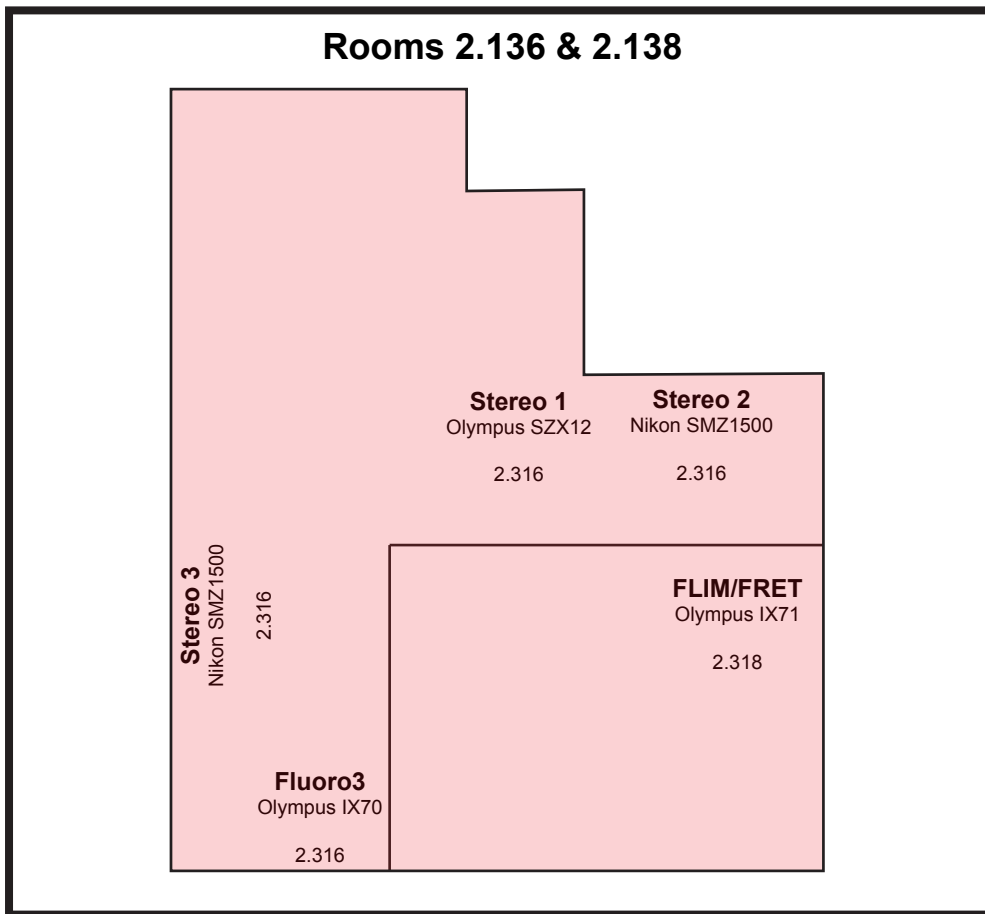 Rooms 2.136 & 2.138
Stereo 1
Olympus SZX12
2.316
Stereo 2
Nikon SMZ1500
2.316
Stereo 3
Nikon SMZ1500
2.316
FLIM/FRET
Olympus IX71
2.318
Fluoro3
Olympus IX70
2.316